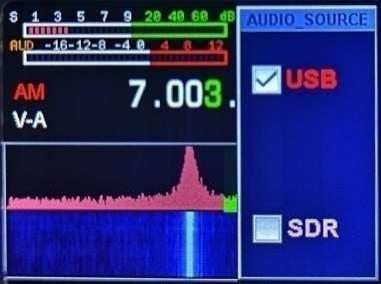 S 1 3 5 7 9 20 40 60 dB
AUD -16-12-8 -4 0 4 8 12
AM 7.003.
V-A
AUDIO_SOURCE
USB
SDR